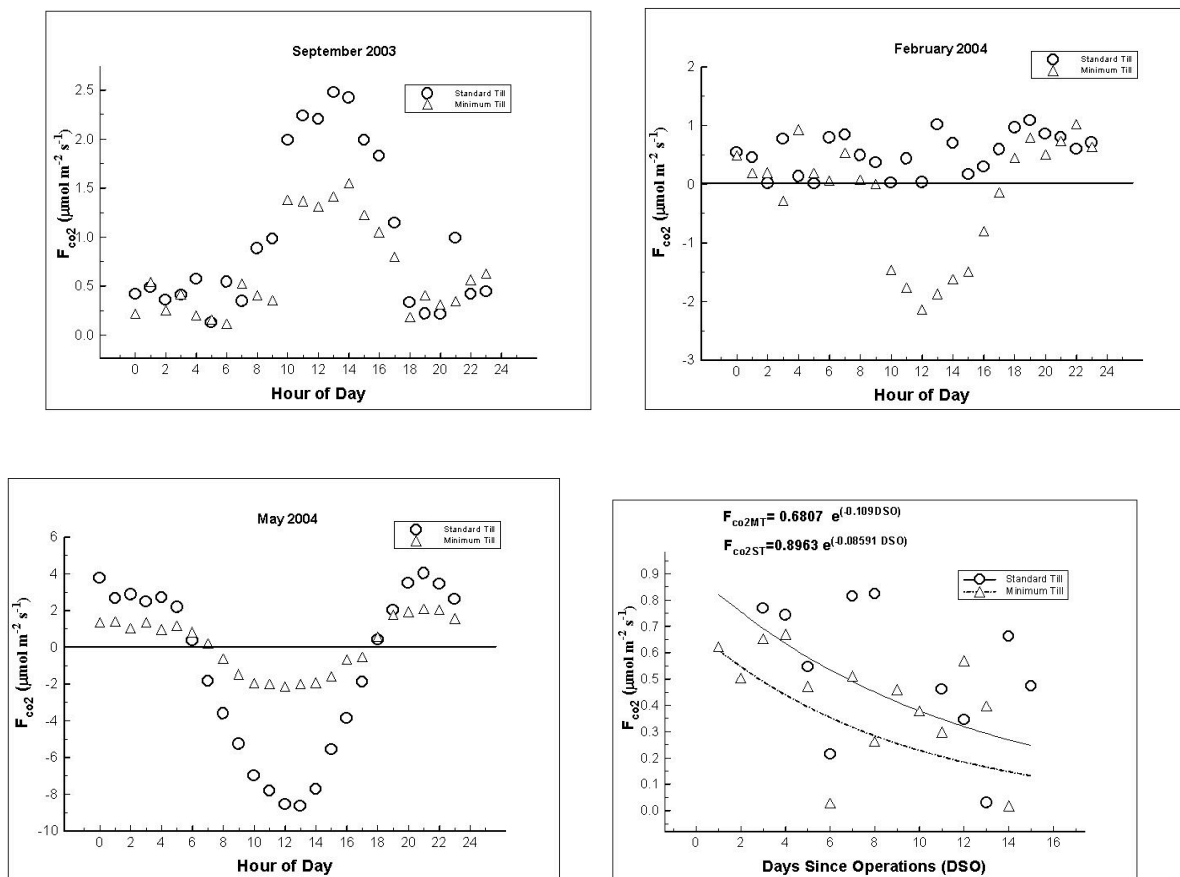 September 2003
Standard Till
Minimum Till
2.5
2.0
1.5
1.0
0.5
0.0
F_co2 (µmol m⁻² s⁻¹)
0 2 4 6 8 10 12 14 16 18 20 22 24
Hour of Day
February 2004
Standard Till
Minimum Till
2
1
0
-1
-2
-3
F_co2 (µmol m⁻² s⁻¹)
0 2 4 6 8 10 12 14 16 18 20 22 24
Hour of Day
May 2004
Standard Till
Minimum Till
6
4
2
0
-2
-4
-6
-8
-10
F_co2 (µmol m⁻² s⁻¹)
0 2 4 6 8 10 12 14 16 18 20 22 24
Hour of Day
F_co2MT= 0.6807 e^(-0.109DSO)
F_co2ST=0.8963 e^(-0.08591 DSO)
Standard Till
Minimum Till
0.9
0.8
0.7
0.6
0.5
0.4
0.3
0.2
0.1
0.0
F_co2 (µmol m⁻² s⁻¹)
0 2 4 6 8 10 12 14 16
Days Since Operations (DSO)